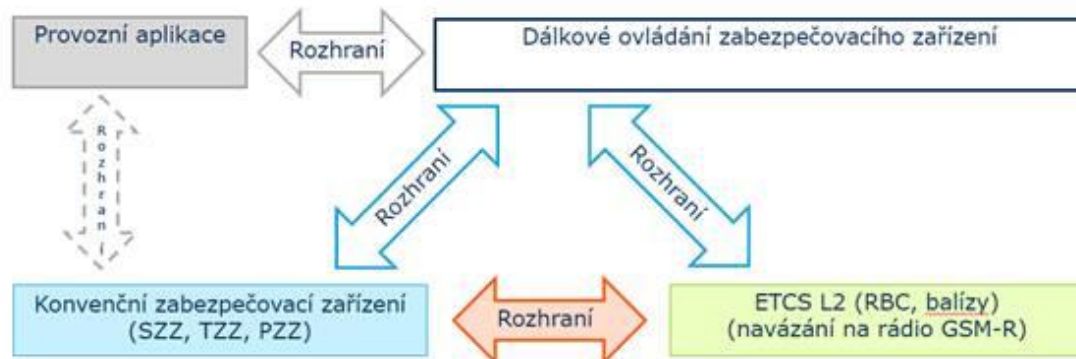 Provozní aplikace
Rozhraní
Dálkové ovládání zabezpečovacího zařízení
Rozhraní
Rozhraní
Rozhraní
Konvenční zabezpečovací zařízení
(SZZ, TZZ, PZZ)
Rozhraní
ETCS L2 (RBC, balízy)
(navázání na rádio GSM-R)